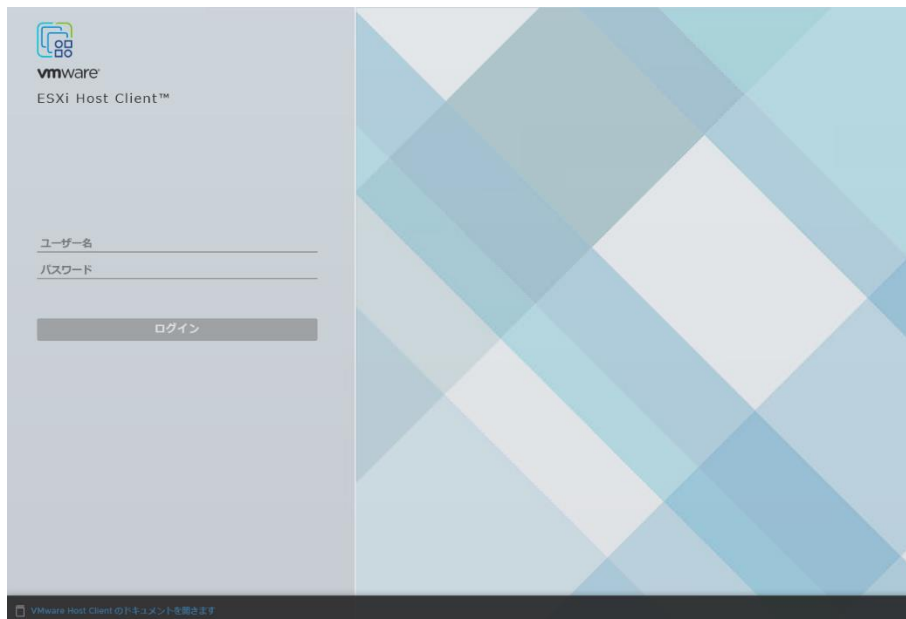 vmware
ESXi Host Client™
ユーザー名
パスワード
ログイン
VMware Host Client のドキュメントを開きます